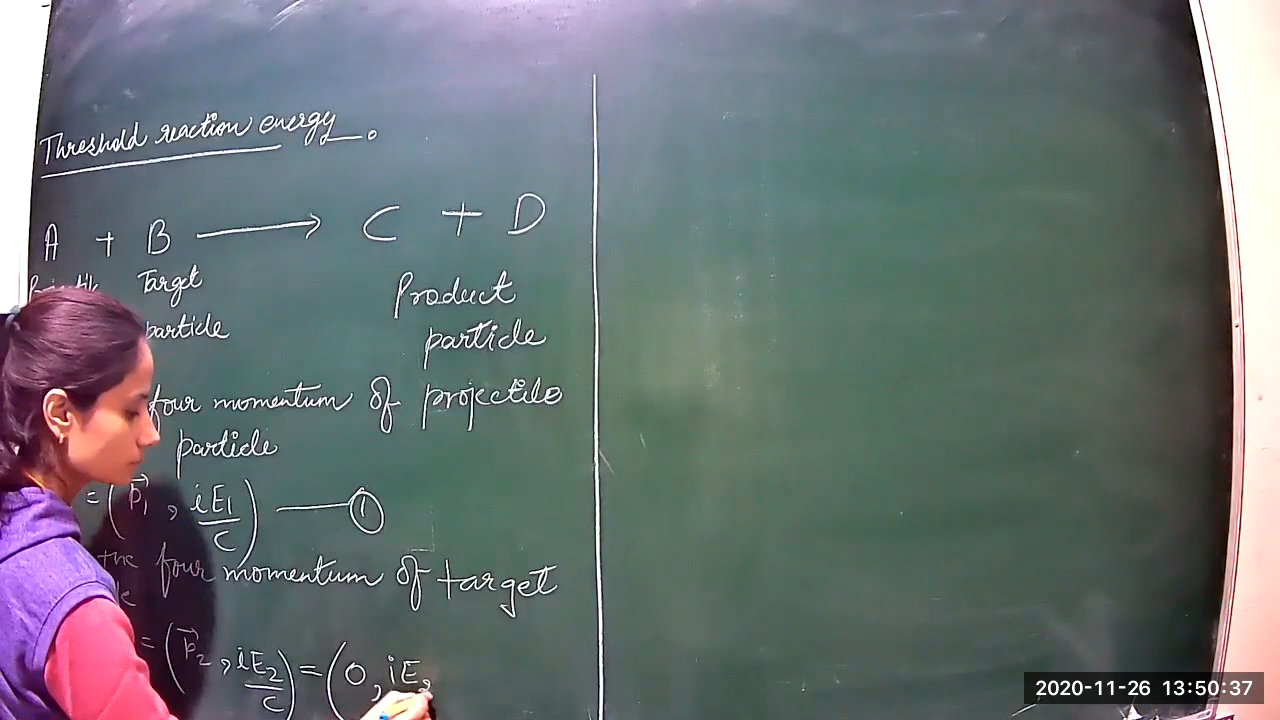 Threshold reaction energy.
A + B ⟶ C + D
Target Product
particle particle
four momentum of projectile
particle
= (p⃗₁, iE₁/c) —— ①
the four momentum of target
= (p⃗₂, iE₂/c) = (0, iE₂
2020-11-26 13:50:37